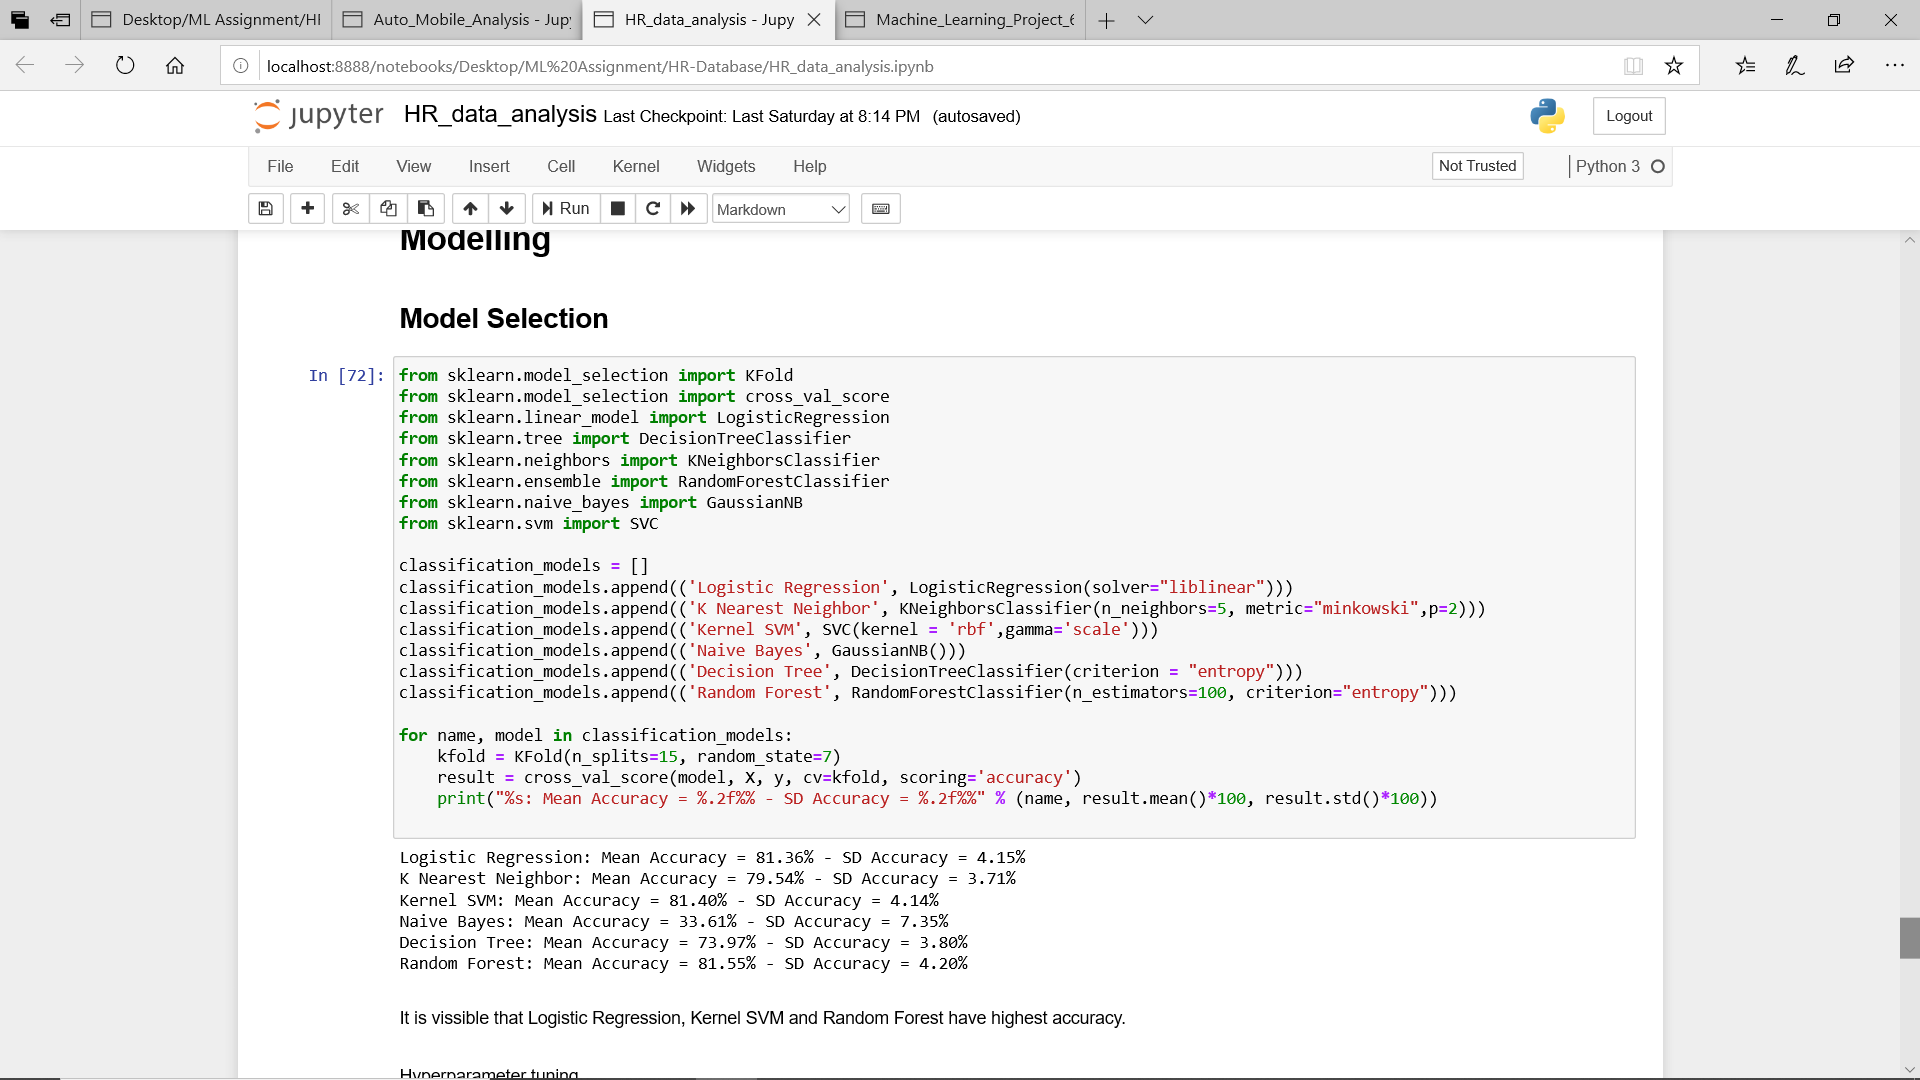 Desktop/ML Assignment/HI
Auto_Mobile_Analysis - Jup
HR_data_analysis - Jupy
Machine_Learning_Project_6
localhost:8888/notebooks/Desktop/ML%20Assignment/HR-Database/HR_data_analysis.ipynb
jupyter HR_data_analysis Last Checkpoint: Last Saturday at 8:14 PM (autosaved)
Logout
File Edit View Insert Cell Kernel Widgets Help
Not Trusted
Python 3
Run
Markdown
Modelling
Model Selection
In [72]:
from sklearn.model_selection import KFold
from sklearn.model_selection import cross_val_score
from sklearn.linear_model import LogisticRegression
from sklearn.tree import DecisionTreeClassifier
from sklearn.neighbors import KNeighborsClassifier
from sklearn.ensemble import RandomForestClassifier
from sklearn.naive_bayes import GaussianNB
from sklearn.svm import SVC
classification_models = []
classification_models.append(('Logistic Regression', LogisticRegression(solver="liblinear")))
classification_models.append(('K Nearest Neighbor', KNeighborsClassifier(n_neighbors=5, metric="minkowski",p=2)))
classification_models.append(('Kernel SVM', SVC(kernel = 'rbf',gamma='scale')))
classification_models.append(('Naive Bayes', GaussianNB()))
classification_models.append(('Decision Tree', DecisionTreeClassifier(criterion = "entropy")))
classification_models.append(('Random Forest', RandomForestClassifier(n_estimators=100, criterion="entropy")))
for name, model in classification_models:
    kfold = KFold(n_splits=15, random_state=7)
    result = cross_val_score(model, X, y, cv=kfold, scoring='accuracy')
    print("%s: Mean Accuracy = %.2f%% - SD Accuracy = %.2f%%" % (name, result.mean()*100, result.std()*100))
Logistic Regression: Mean Accuracy = 81.36% - SD Accuracy = 4.15%
K Nearest Neighbor: Mean Accuracy = 79.54% - SD Accuracy = 3.71%
Kernel SVM: Mean Accuracy = 81.40% - SD Accuracy = 4.14%
Naive Bayes: Mean Accuracy = 33.61% - SD Accuracy = 7.35%
Decision Tree: Mean Accuracy = 73.97% - SD Accuracy = 3.80%
Random Forest: Mean Accuracy = 81.55% - SD Accuracy = 4.20%
It is vissible that Logistic Regression, Kernel SVM and Random Forest have highest accuracy.
Hyperparameter tuning